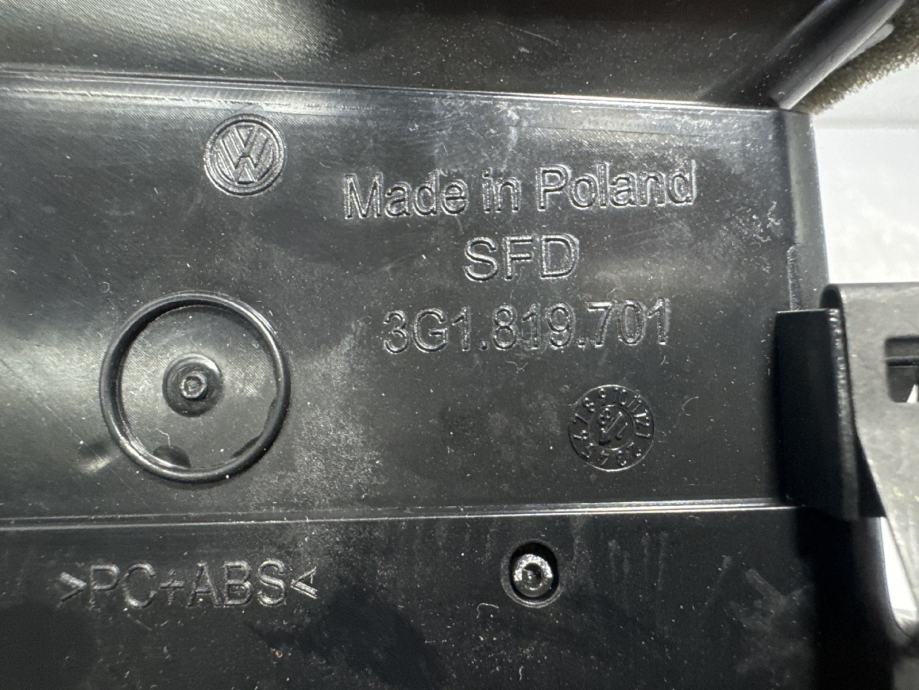 Made in Poland
SFD
3G1.819.701
>PC+ABS<